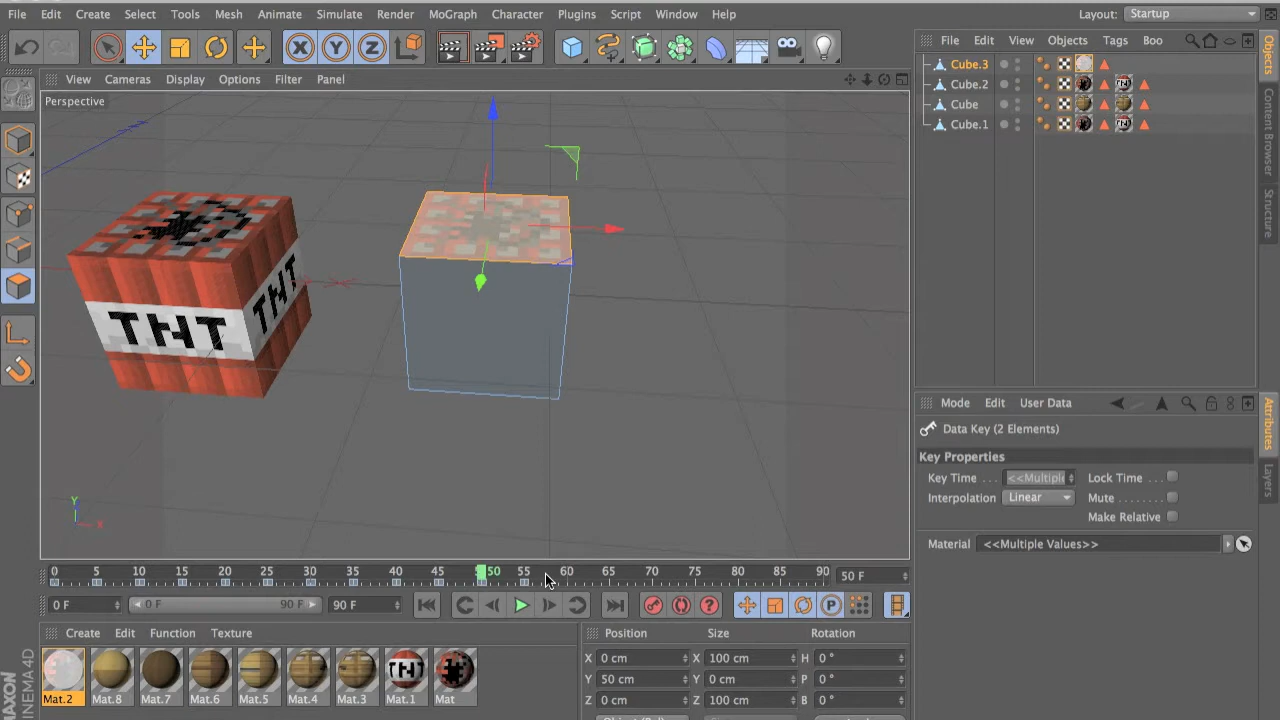 File Edit Create Select Tools Mesh Animate Simulate Render MoGraph Character Plugins Script Window Help Layout: Startup
File Edit View Objects Tags Boo
View Cameras Display Options Filter Panel
Perspective
Cube.3
Cube.2
Cube
Cube.1
Objects
Content Browser
Structure
TNT TNT
Y
X
Mode Edit User Data
Data Key (2 Elements)
Key Properties
Key Time <<Multipl Lock Time
Interpolation Linear Mute
Make Relative
Material <<Multiple Values>>
Attributes
Layers
0 5 10 15 20 25 30 35 40 45 50 55 60 65 70 75 80 85 90 50 F
0 F 0 F 90 F 90 F
Create Edit Function Texture
Mat.2 Mat.8 Mat.7 Mat.6 Mat.5 Mat.4 Mat.3 Mat.1 Mat
Position Size Rotation
X 0 cm X 100 cm H 0 °
Y 50 cm Y 0 cm P 0 °
Z 0 cm Z 100 cm B 0 °
MAXON
CINEMA 4D